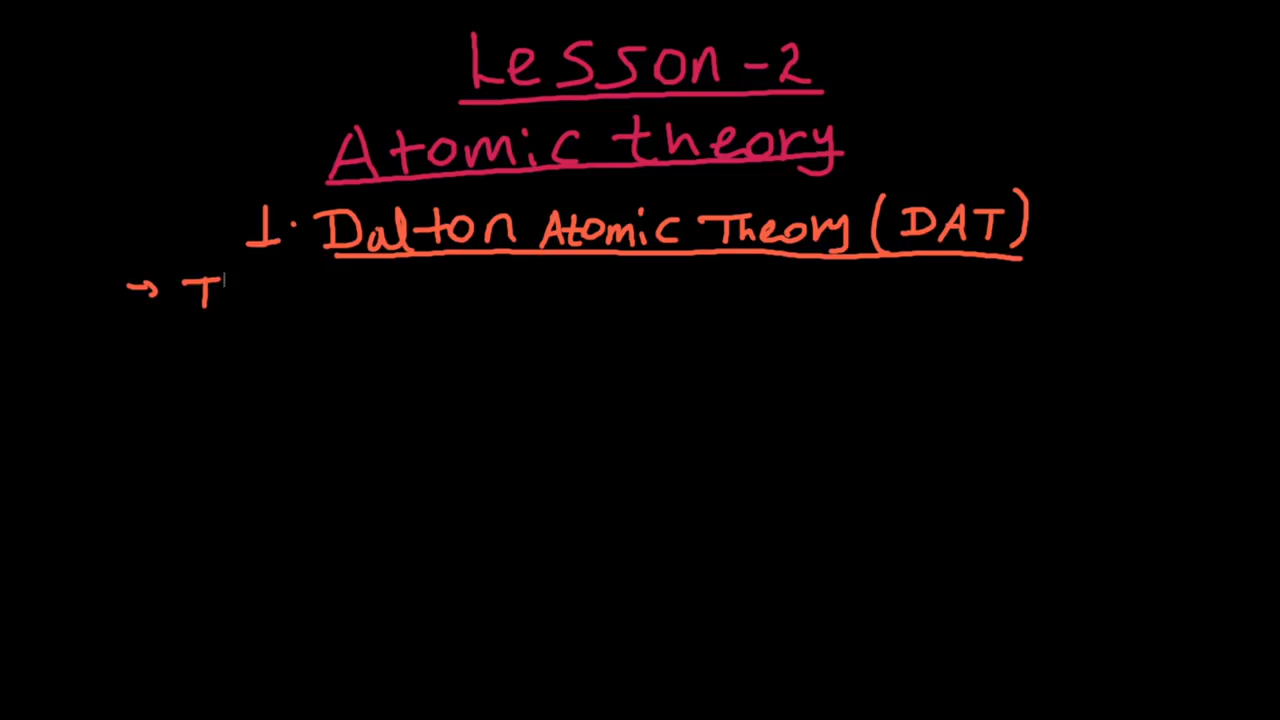 Lesson-2
Atomic theory
1. Dalton Atomic Theory (DAT)
→ T